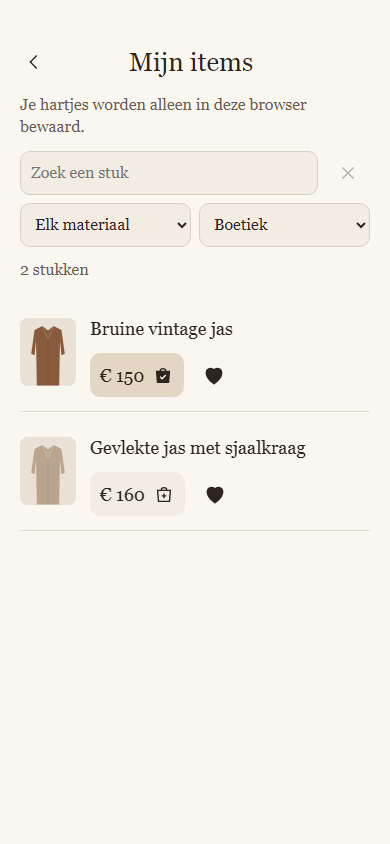 Mijn items
Je hartjes worden alleen in deze browser
bewaard.
Zoek een stuk
Elk materiaal
Boetiek
2 stukken
Bruine vintage jas
€ 150
Gevlekte jas met sjaalkraag
€ 160